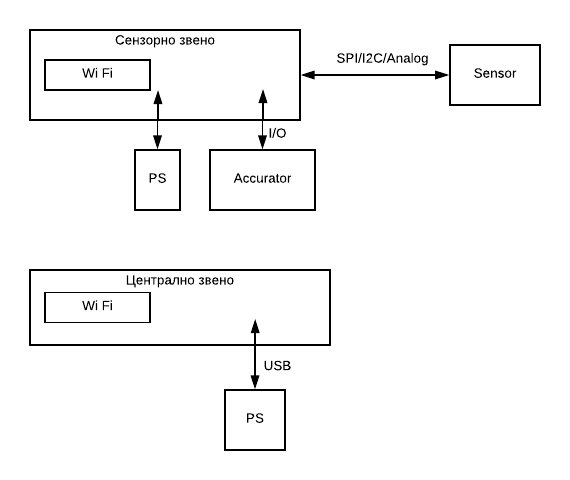 Сензорно звено
Wi Fi
SPI/I2C/Analog
Sensor
I/O
PS
Accurator
Централно звено
Wi Fi
USB
PS